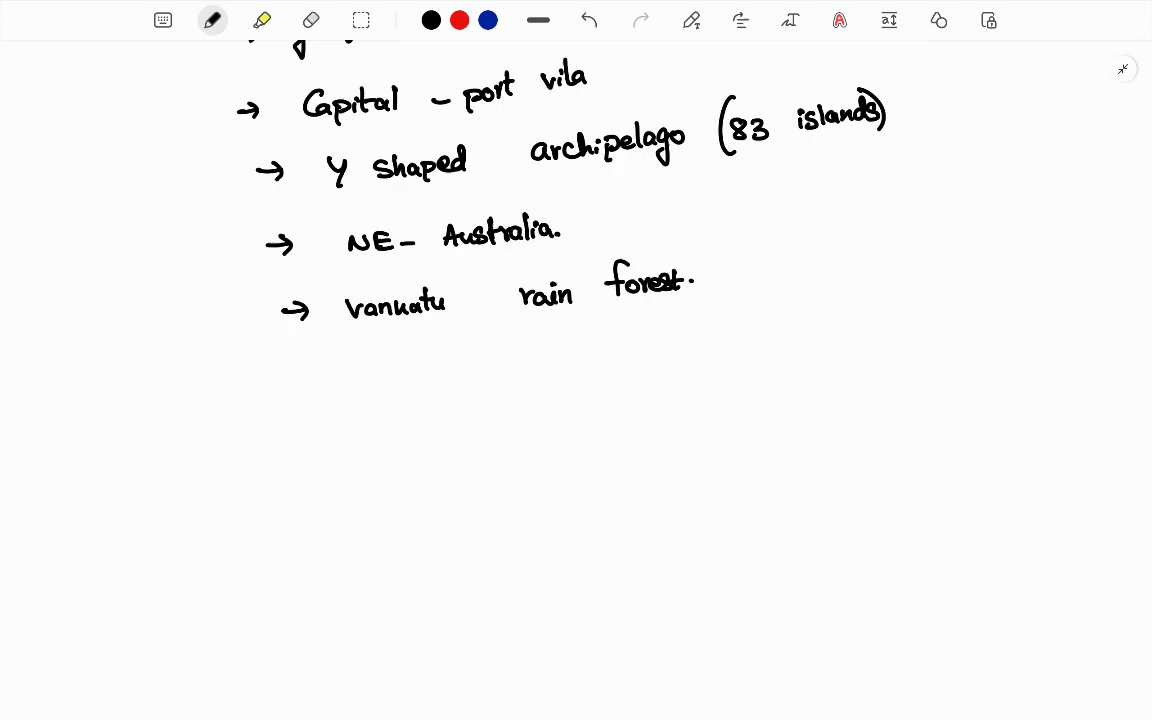 → Capital - port vila
→ Y shaped archipelago (83 islands)
→ NE - Australia.
→ vanuatu rain forest.